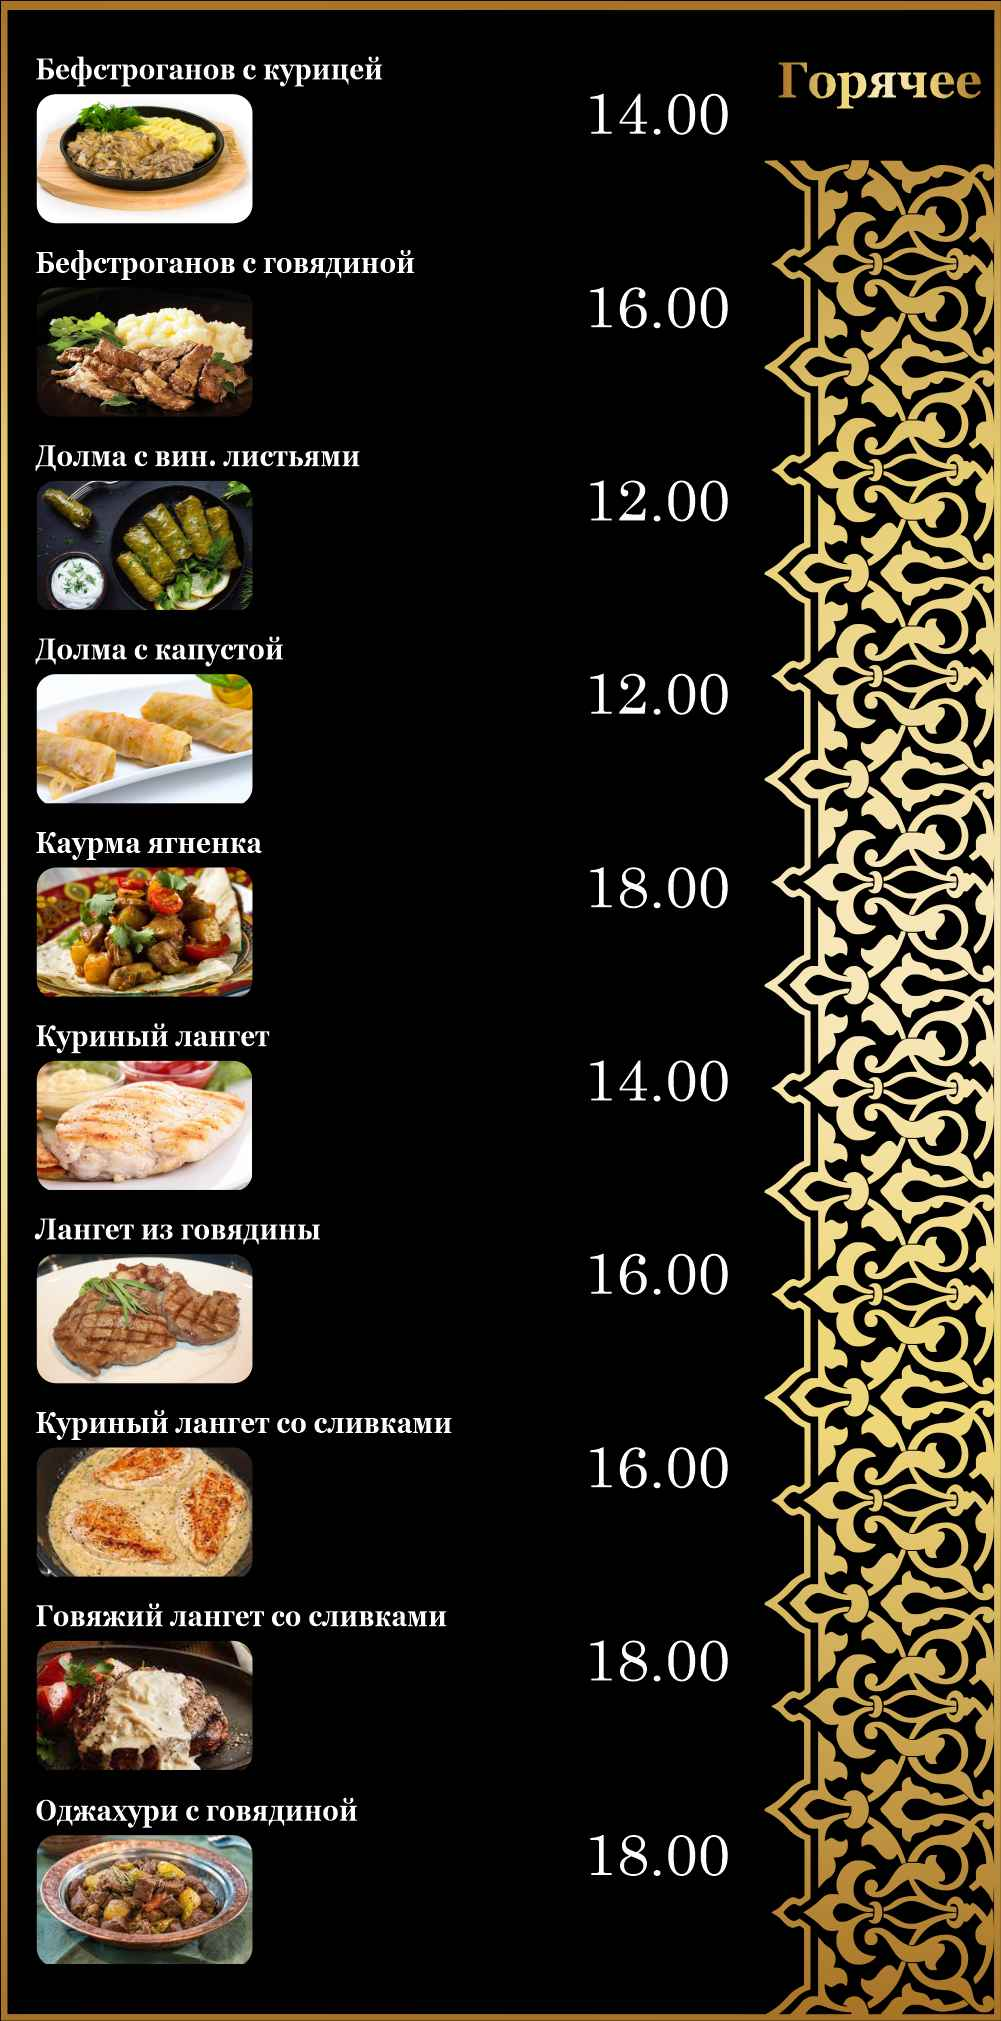 Горячее
Бефстроганов с курицей
14.00
Бефстроганов с говядиной
16.00
Долма с вин. листьями
12.00
Долма с капустой
12.00
Каурма ягненка
18.00
Куриный лангет
14.00
Лангет из говядины
16.00
Куриный лангет со сливками
16.00
Говяжий лангет со сливками
18.00
Оджахури с говядиной
18.00